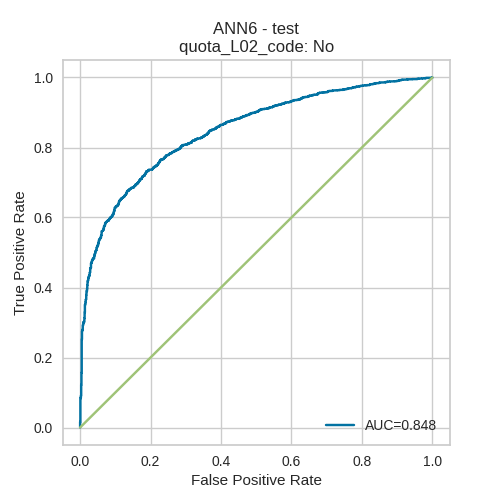 ANN6 - test
quota_L02_code: No
1.0
0.8
0.6
0.4
0.2
0.0
True Positive Rate
AUC=0.848
0.0 0.2 0.4 0.6 0.8 1.0
False Positive Rate